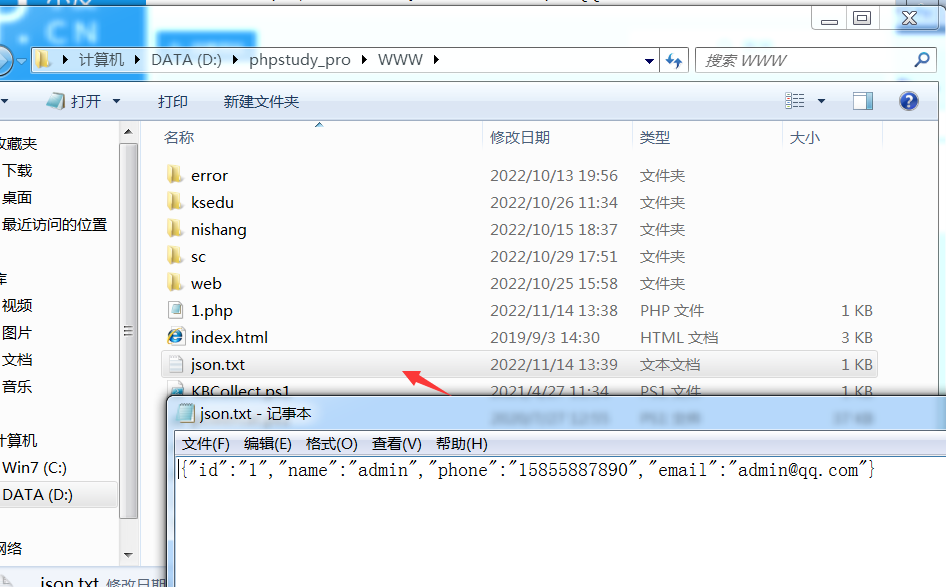 .CN
计算机 DATA (D:) phpstudy_pro WWW
搜索 WWW
打开 打印 新建文件夹
名称 修改日期 类型 大小
收藏夹
下载
桌面
最近访问的位置
库
视频
图片
文档
音乐
计算机
Win7 (C:)
DATA (D:)
网络
error 2022/10/13 19:56 文件夹
ksedu 2022/10/26 11:34 文件夹
nishang 2022/10/15 18:37 文件夹
sc 2022/10/29 17:51 文件夹
web 2022/10/25 15:58 文件夹
1.php 2022/11/14 13:38 PHP 文件 1 KB
index.html 2019/9/3 14:30 HTML 文档 3 KB
json.txt 2022/11/14 13:39 文本文档 1 KB
KBCollect.ps1 2021/4/27 11:34 PS1 文件 1 KB
json.txt - 记事本
文件(F) 编辑(E) 格式(O) 查看(V) 帮助(H)
{"id":"1","name":"admin","phone":"15855887890","email":"admin@qq.com"}
json.txt 修改日期